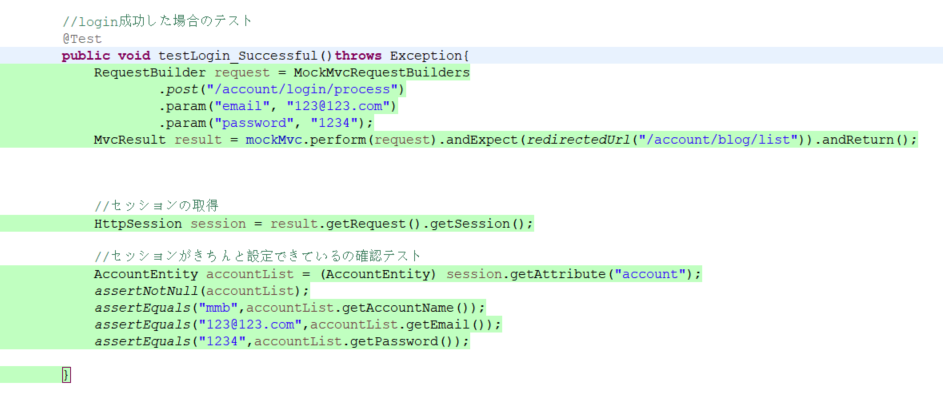 //login成功した場合のテスト
@Test
public void testLogin_Successful()throws Exception{
RequestBuilder request = MockMvcRequestBuilders
.post("/account/login/process")
.param("email", "123@123.com")
.param("password", "1234");
MvcResult result = mockMvc.perform(request).andExpect(redirectedUrl("/account/blog/list")).andReturn();
//セッションの取得
HttpSession session = result.getRequest().getSession();
//セッションがきちんと設定できているの確認テスト
AccountEntity accountList = (AccountEntity) session.getAttribute("account");
assertNotNull(accountList);
assertEquals("mmb",accountList.getAccountName());
assertEquals("123@123.com",accountList.getEmail());
assertEquals("1234",accountList.getPassword());
}